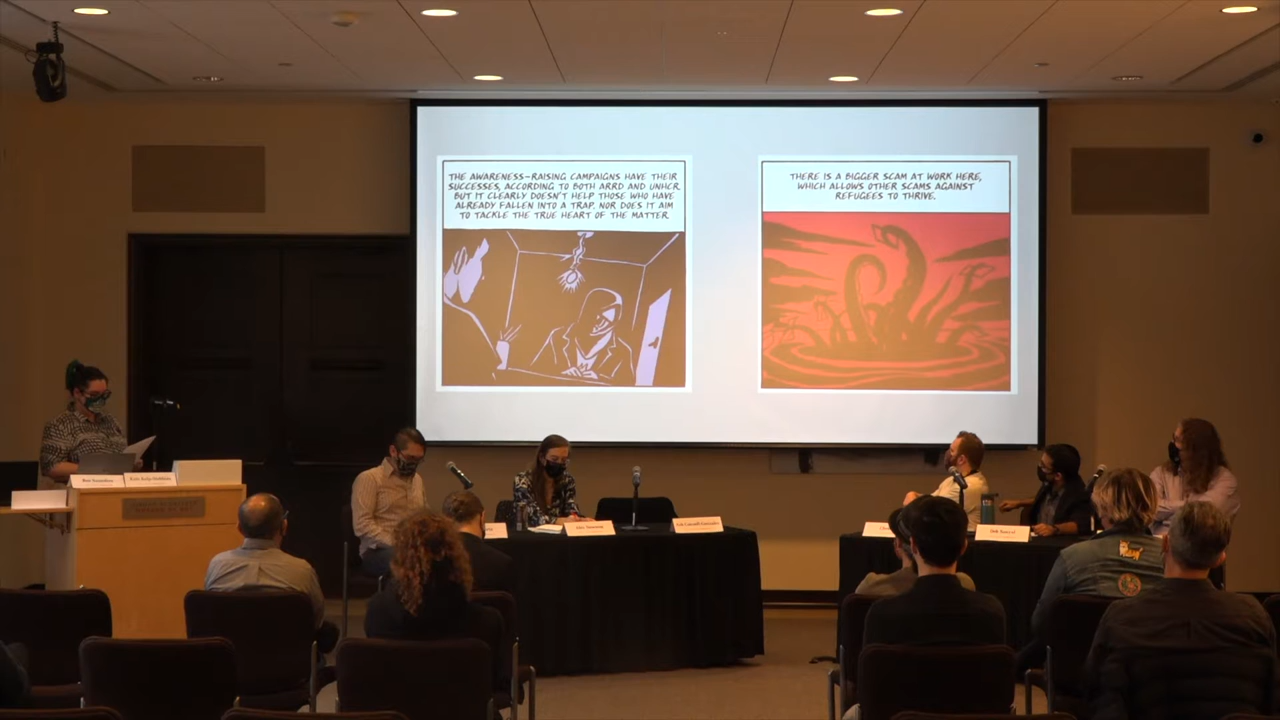 THE AWARENESS-RAISING CAMPAIGNS HAVE THEIR
SUCCESSES, ACCORDING TO BOTH ARRD AND UNHCR.
BUT IT CLEARLY DOESN'T HELP THOSE WHO HAVE
ALREADY FALLEN INTO A TRAP, NOR DOES IT AIM
TO TACKLE THE TRUE HEART OF THE MATTER.
THERE IS A BIGGER SCAM AT WORK HERE,
WHICH ALLOWS OTHER SCAMS AGAINST
REFUGEES TO THRIVE.